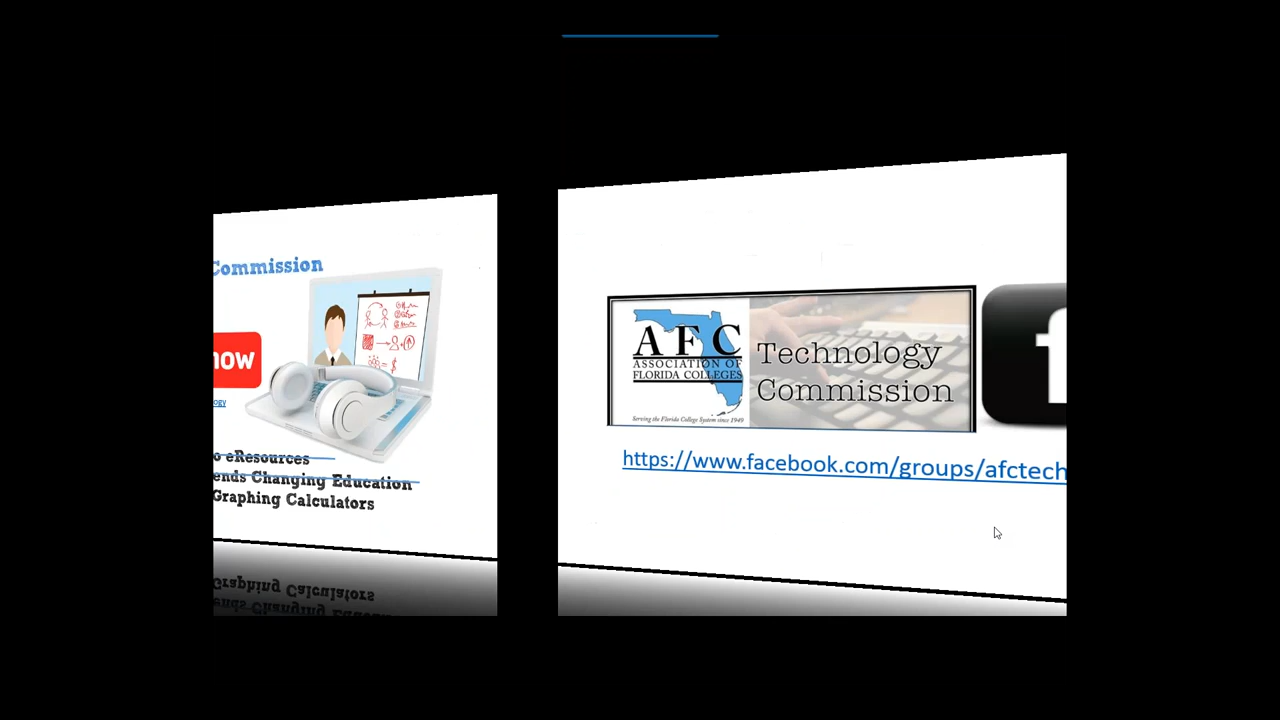 Commission
now
o eResources
ends Changing Education
Graphing Calculators
AFC
ASSOCIATION OF
FLORIDA COLLEGES
Serving the Florida College System since 1949
Technology
Commission
f
https://www.facebook.com/groups/afctech